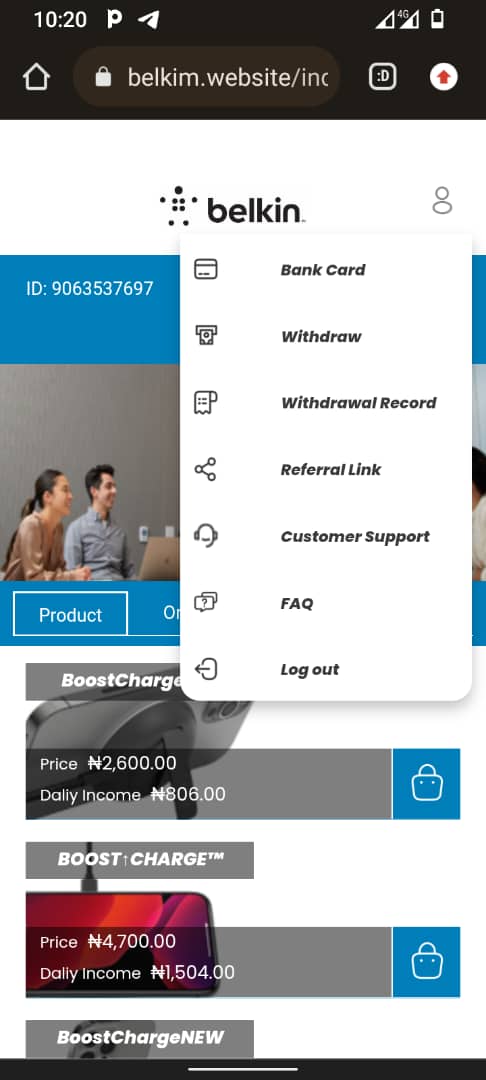 10:20
4G
belkim.website/inc
:D
belkin
ID: 9063537697
Bank Card
Withdraw
Withdrawal Record
Referral Link
Customer Support
FAQ
Log out
Product
Or
BoostCharge
Price ₦2,600.00
Daliy Income ₦806.00
BOOST↑CHARGE™
Price ₦4,700.00
Daliy Income ₦1,504.00
BoostChargeNEW